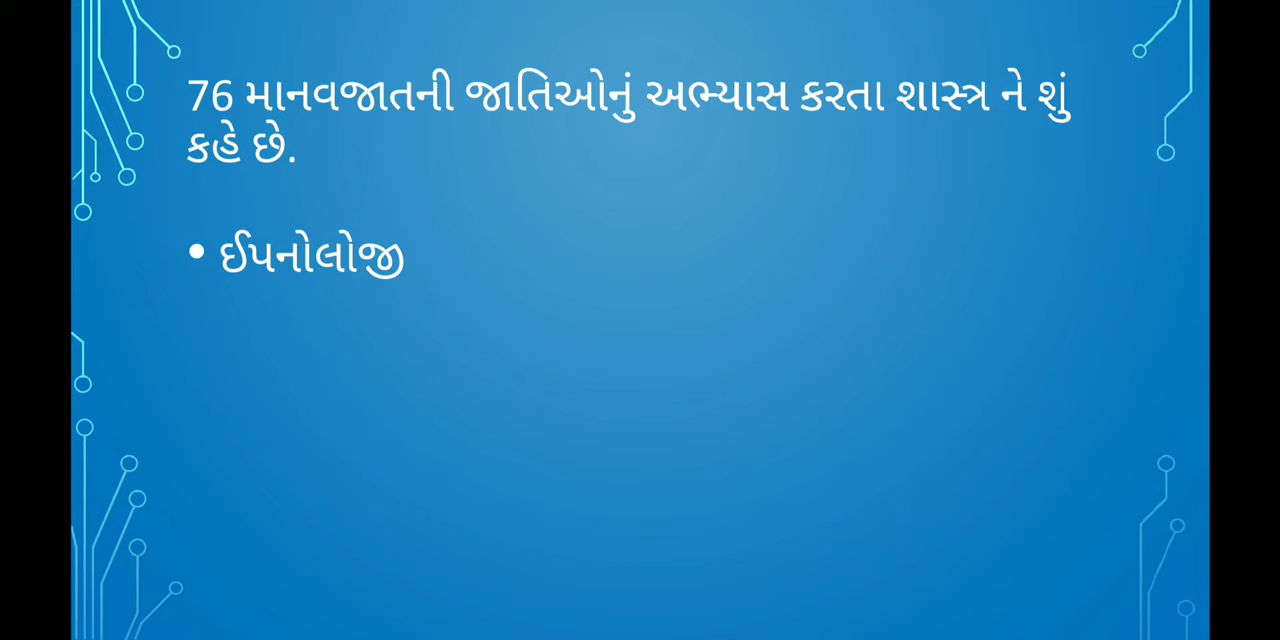 76 માનવજાતની જાતિઓનું અભ્યાસ કરતા શાસ્ત્ર ને શું
કહે છે.
• ઈપનોલોજી